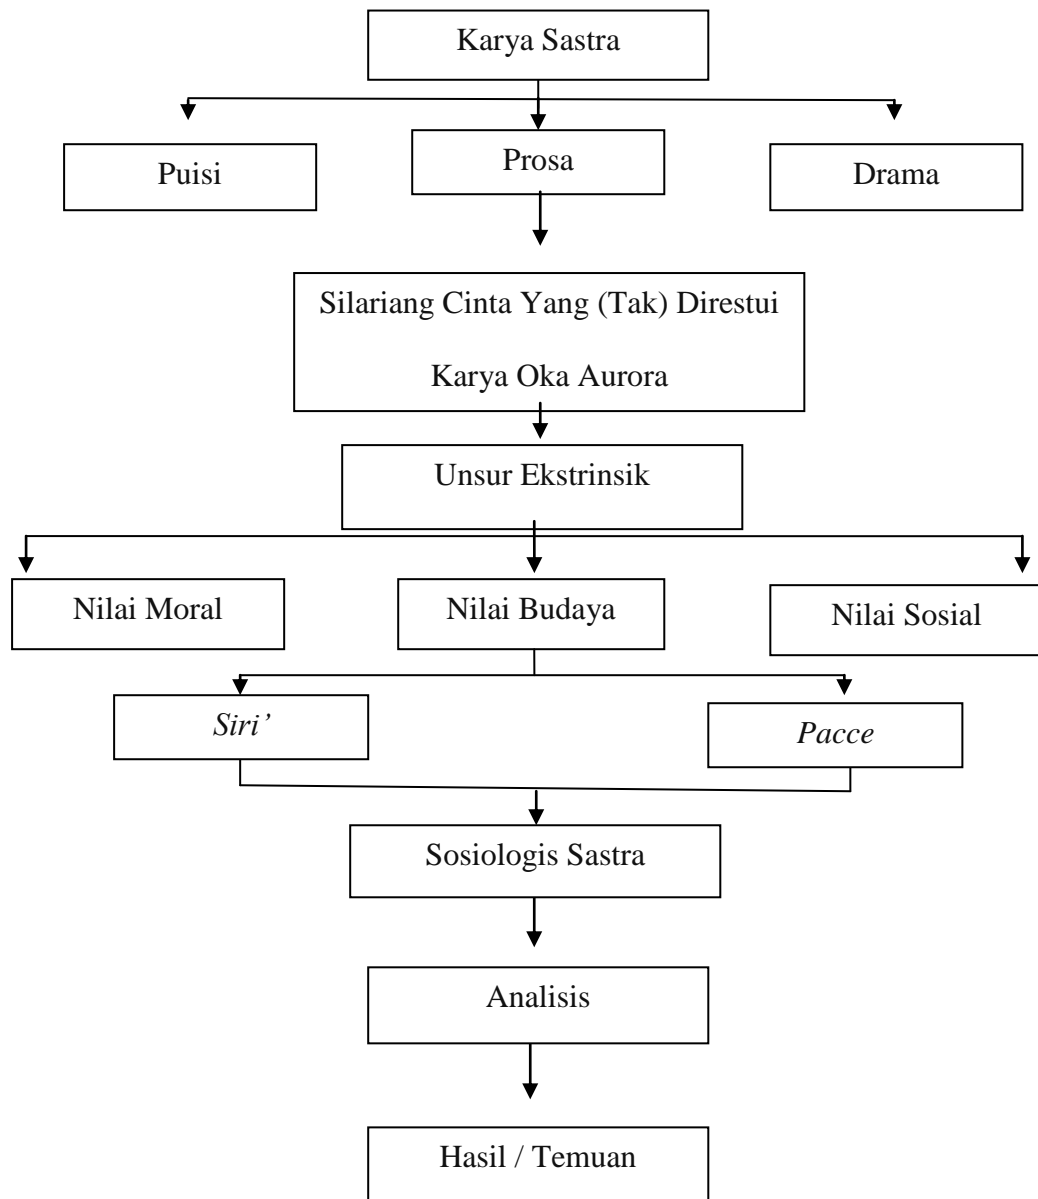 Karya Sastra
Puisi
Prosa
Drama
Silariang Cinta Yang (Tak) Direstui
Karya Oka Aurora
Unsur Ekstrinsik
Nilai Moral
Nilai Budaya
Nilai Sosial
Siri’
Pacce
Sosiologis Sastra
Analisis
Hasil / Temuan